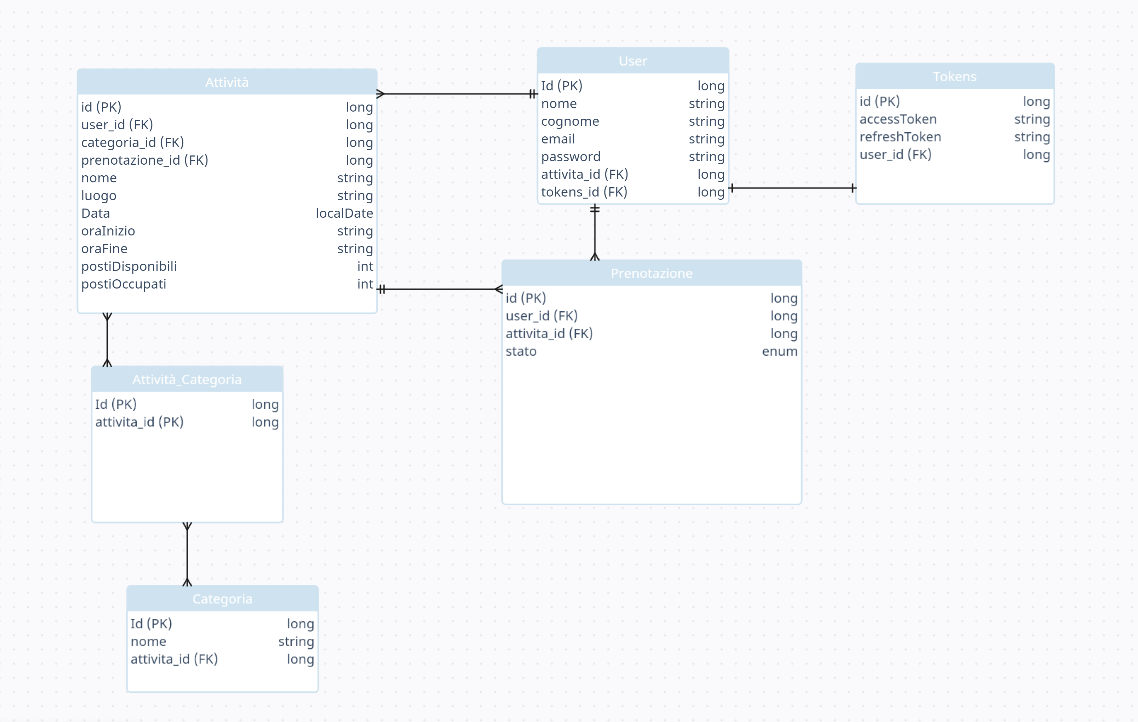 Attività
id (PK) long
user_id (FK) long
categoria_id (FK) long
prenotazione_id (FK) long
nome string
luogo string
Data localDate
oraInizio string
oraFine string
postiDisponibili int
postiOccupati int
User
Id (PK) long
nome string
cognome string
email string
password string
attivita_id (FK) long
tokens_id (FK) long
Tokens
id (PK) long
accessToken string
refreshToken string
user_id (FK) long
Prenotazione
id (PK) long
user_id (FK) long
attivita_id (FK) long
stato enum
Attività_Categoria
Id (PK) long
attivita_id (PK) long
Categoria
Id (PK) long
nome string
attivita_id (FK) long